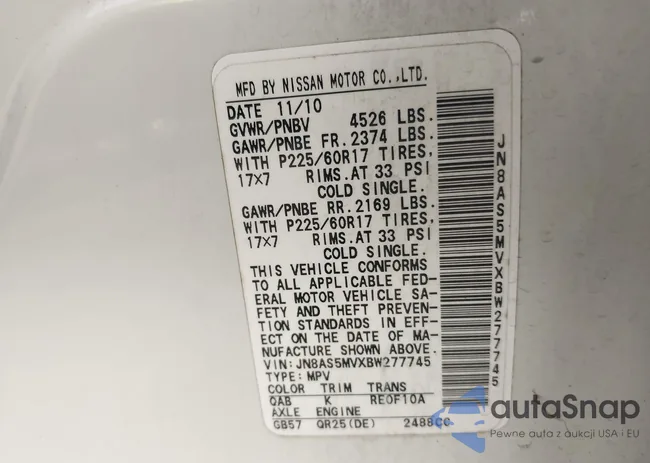 MFD BY NISSAN MOTOR CO.,LTD.
DATE 11/10
GVWR/PNBV 4526 LBS.
GAWR/PNBE FR. 2374 LBS.
WITH P225/60R17 TIRES,
17X7 RIMS.AT 33 PSI
COLD SINGLE.
GAWR/PNBE RR. 2169 LBS.
WITH P225/60R17 TIRES,
17X7 RIMS.AT 33 PSI
COLD SINGLE.
THIS VEHICLE CONFORMS
TO ALL APPLICABLE FED-
ERAL MOTOR VEHICLE SA-
FETY AND THEFT PREVEN-
TION STANDARDS IN EFF-
ECT ON THE DATE OF MA-
NUFACTURE SHOWN ABOVE.
VIN:JN8AS5MVXBW277745
TYPE:MPV
COLOR TRIM TRANS
QAB K RE0F10A
AXLE ENGINE
GB57 QR25(DE) 2488CC
JN8AS5MVXBW277745
autaSnap
Pewne auta z aukcji USA i EU